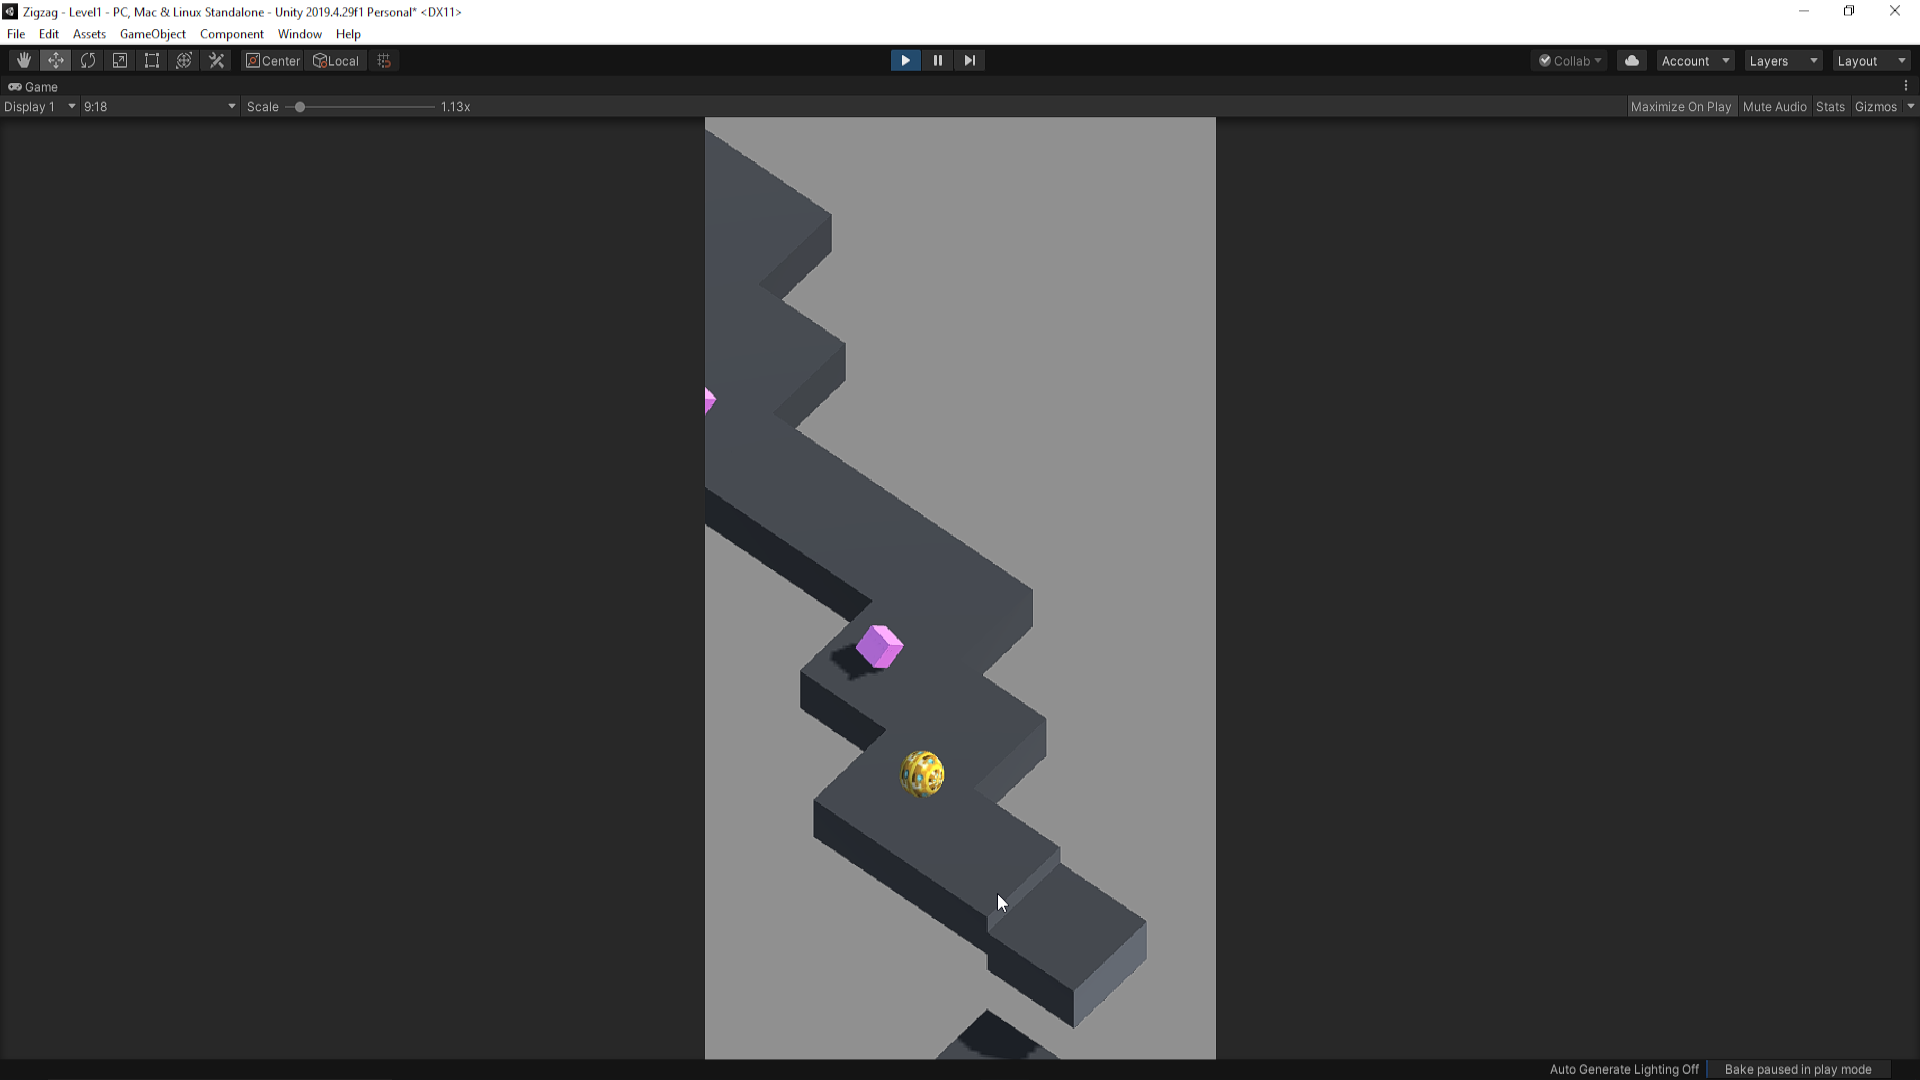 Zigzag - Level1 - PC, Mac & Linux Standalone - Unity 2019.4.29f1 Personal* <DX11>
File Edit Assets GameObject Component Window Help
Center Local Collab Account Layers Layout
Game
Display 1 9:18 Scale 1.13x Maximize On Play Mute Audio Stats Gizmos
Auto Generate Lighting Off Bake paused in play mode